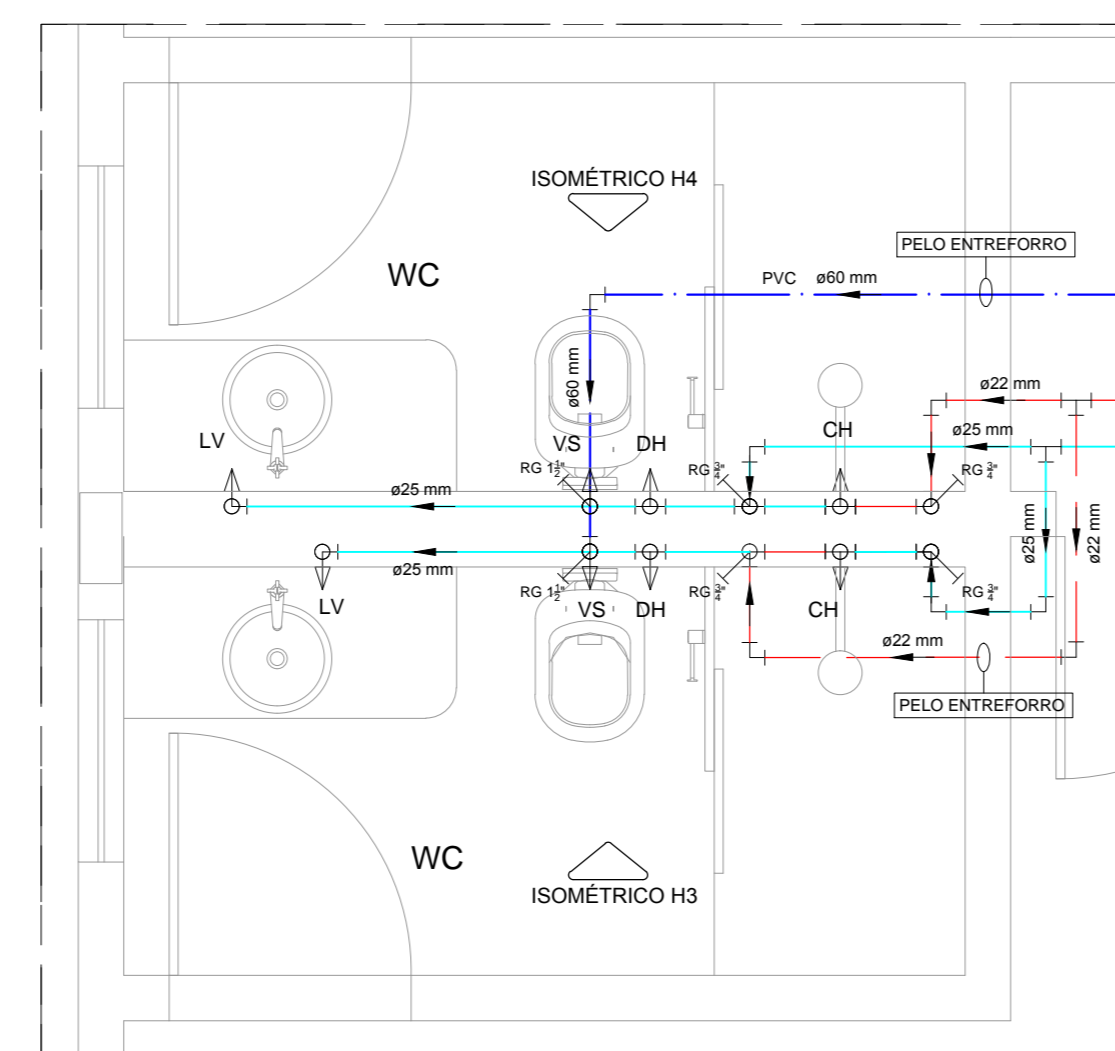 ISOMÉTRICO H4
PELO ENTREFORRO
WC
PVC ø60 mm
ø60 mm
ø22 mm
ø25 mm
LV
VS
DH
CH
RG 1½"
RG ¾"
RG ¾"
ø25 mm
ø25 mm
ø22 mm
ø25 mm
RG 1½"
RG ¾"
RG ¾"
LV
VS
DH
CH
ø22 mm
PELO ENTREFORRO
WC
ISOMÉTRICO H3